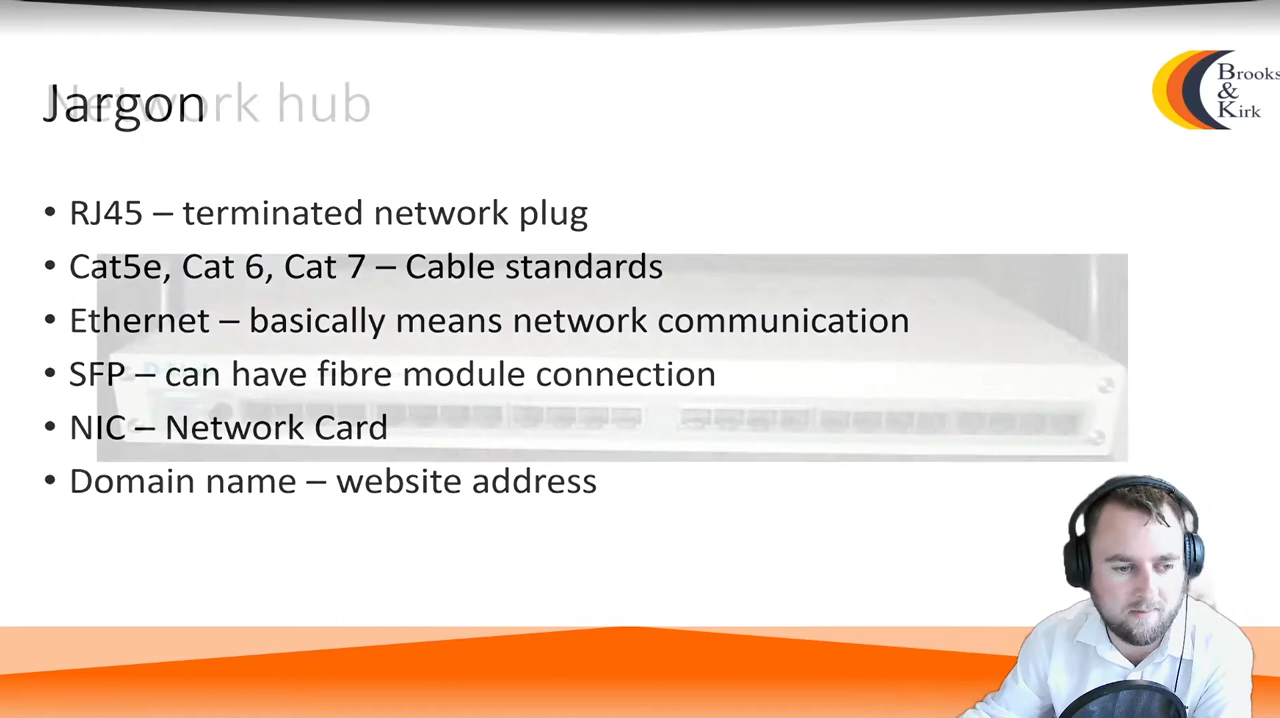 Jargon
Network hub
Brooks
&
Kirk
• RJ45 – terminated network plug
• Cat5e, Cat 6, Cat 7 – Cable standards
• Ethernet – basically means network communication
• SFP – can have fibre module connection
• NIC – Network Card
• Domain name – website address